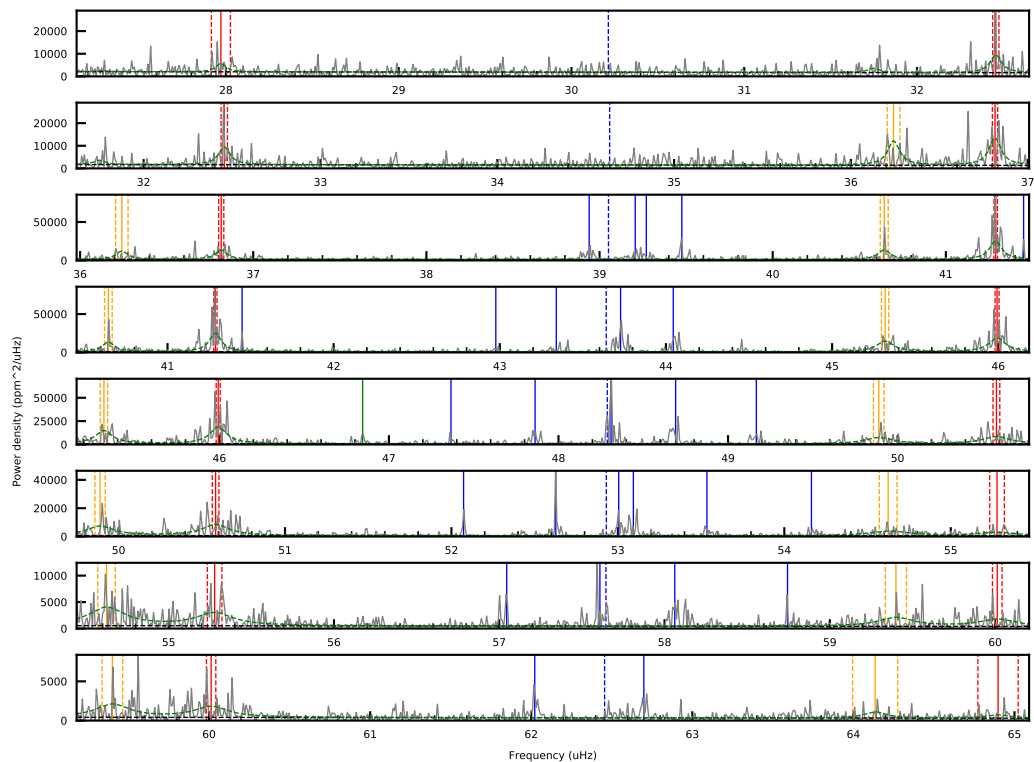 20000
10000
0
28 29 30 31 32
20000
10000
0
32 33 34 35 36 37
50000
0
36 37 38 39 40 41
50000
0
41 42 43 44 45 46
50000
25000
0
46 47 48 49 50
Power density (ppm^2/uHz)
40000
20000
0
50 51 52 53 54 55
10000
5000
0
55 56 57 58 59 60
5000
0
60 61 62 63 64 65
Frequency (uHz)